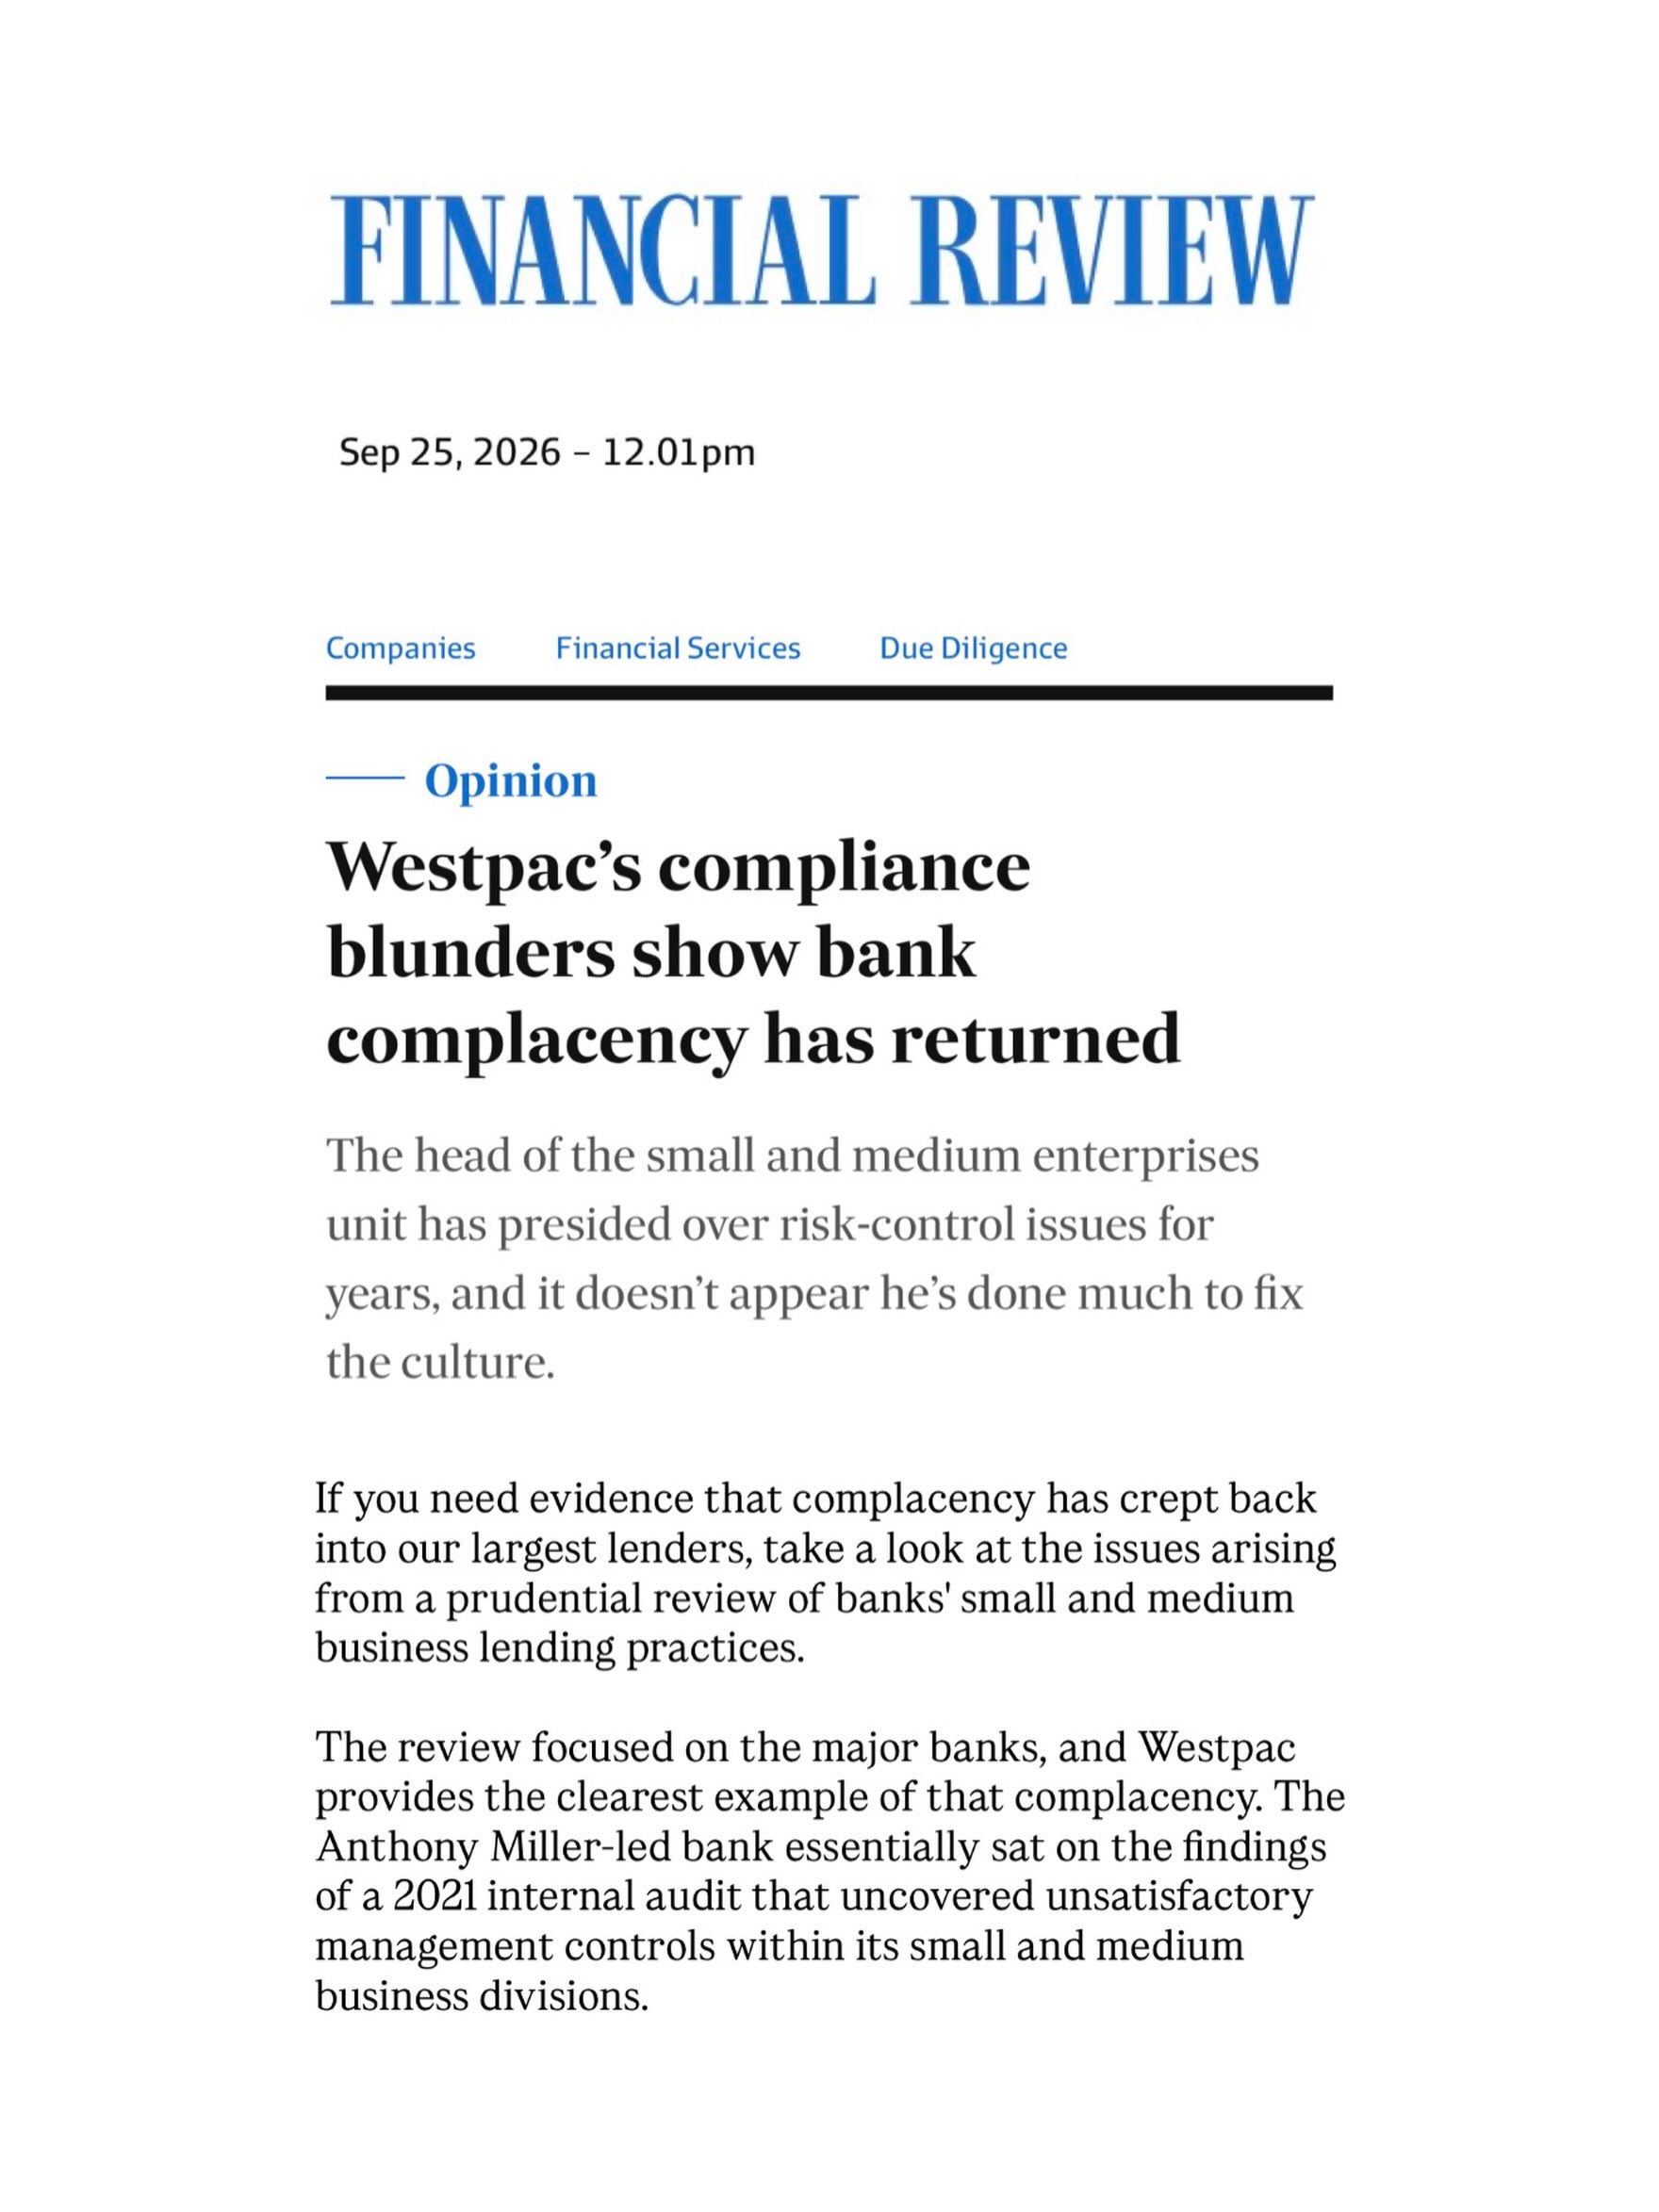 FINANCIAL REVIEW
Sep 25, 2026 – 12.01pm
Companies Financial Services Due Diligence
Opinion
Westpac’s compliance
blunders show bank
complacency has returned
The head of the small and medium enterprises
unit has presided over risk-control issues for
years, and it doesn’t appear he’s done much to fix
the culture.
If you need evidence that complacency has crept back
into our largest lenders, take a look at the issues arising
from a prudential review of banks' small and medium
business lending practices.
The review focused on the major banks, and Westpac
provides the clearest example of that complacency. The
Anthony Miller-led bank essentially sat on the findings
of a 2021 internal audit that uncovered unsatisfactory
management controls within its small and medium
business divisions.